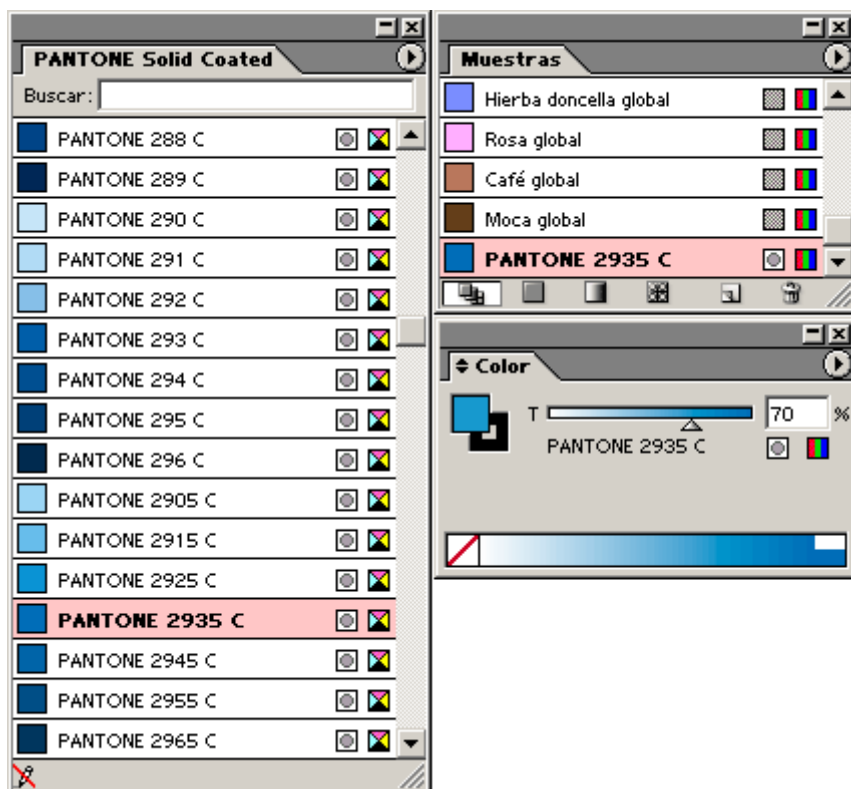 PANTONE Solid Coated
Buscar:
PANTONE 288 C
PANTONE 289 C
PANTONE 290 C
PANTONE 291 C
PANTONE 292 C
PANTONE 293 C
PANTONE 294 C
PANTONE 295 C
PANTONE 296 C
PANTONE 2905 C
PANTONE 2915 C
PANTONE 2925 C
PANTONE 2935 C
PANTONE 2945 C
PANTONE 2955 C
PANTONE 2965 C
Muestras
Hierba doncella global
Rosa global
Café global
Moca global
PANTONE 2935 C
Color
T 70 %
PANTONE 2935 C